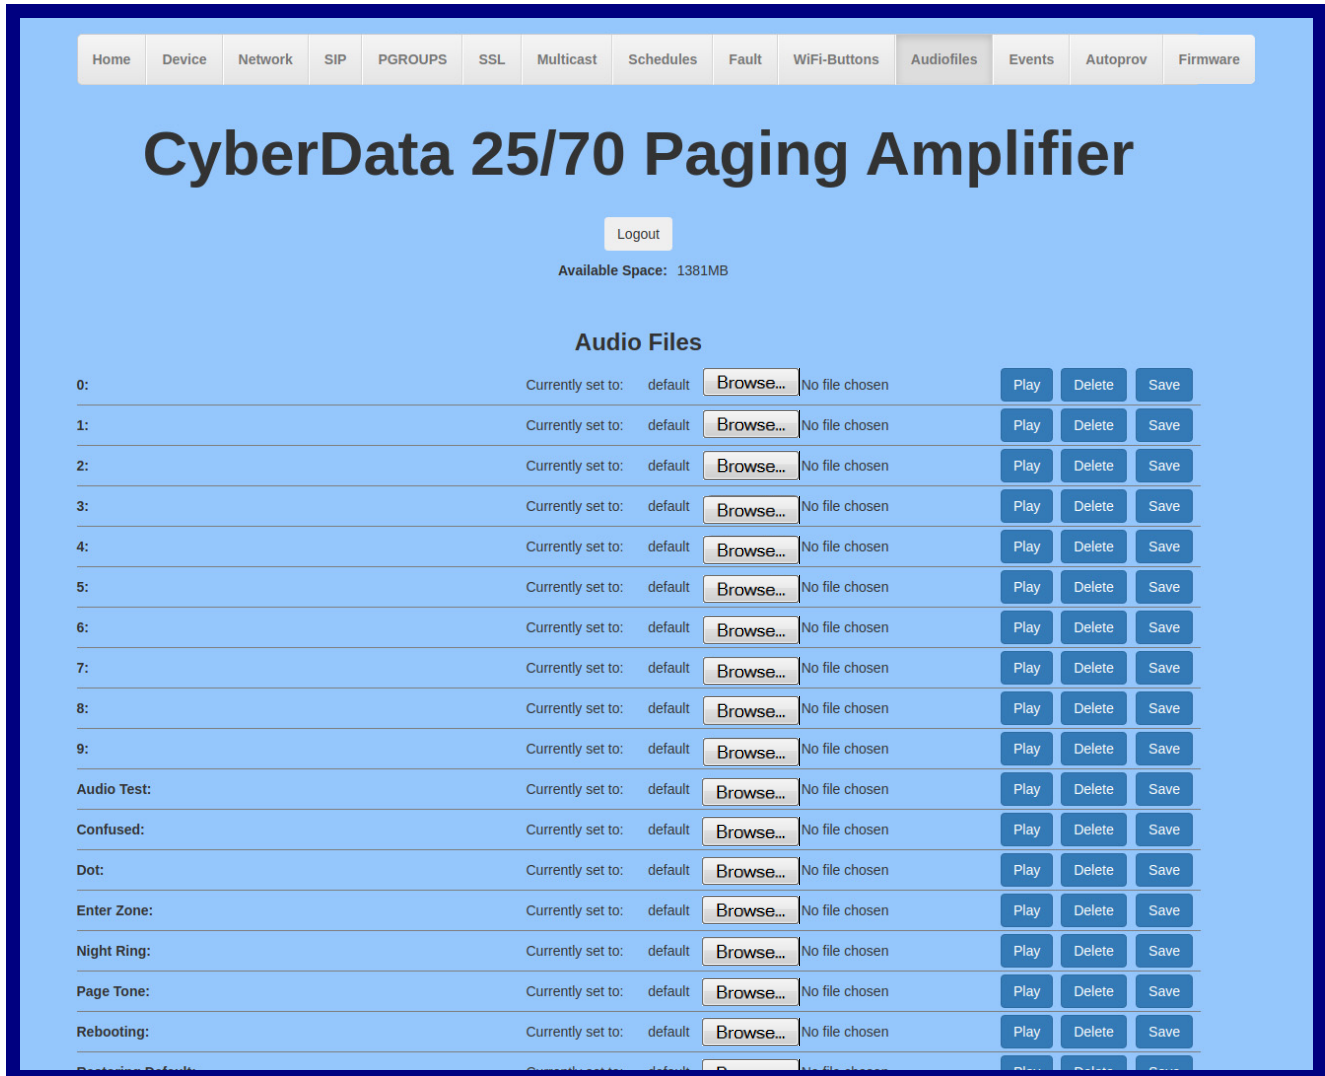 Home Device Network SIP PGROUPS SSL Multicast Schedules Fault WiFi-Buttons Audiofiles Events Autoprov Firmware
CyberData 25/70 Paging Amplifier
Logout
Available Space: 1381MB
Audio Files
0: Currently set to: default Browse... No file chosen Play Delete Save
1: Currently set to: default Browse... No file chosen Play Delete Save
2: Currently set to: default Browse... No file chosen Play Delete Save
3: Currently set to: default Browse... No file chosen Play Delete Save
4: Currently set to: default Browse... No file chosen Play Delete Save
5: Currently set to: default Browse... No file chosen Play Delete Save
6: Currently set to: default Browse... No file chosen Play Delete Save
7: Currently set to: default Browse... No file chosen Play Delete Save
8: Currently set to: default Browse... No file chosen Play Delete Save
9: Currently set to: default Browse... No file chosen Play Delete Save
Audio Test: Currently set to: default Browse... No file chosen Play Delete Save
Confused: Currently set to: default Browse... No file chosen Play Delete Save
Dot: Currently set to: default Browse... No file chosen Play Delete Save
Enter Zone: Currently set to: default Browse... No file chosen Play Delete Save
Night Ring: Currently set to: default Browse... No file chosen Play Delete Save
Page Tone: Currently set to: default Browse... No file chosen Play Delete Save
Rebooting: Currently set to: default Browse... No file chosen Play Delete Save